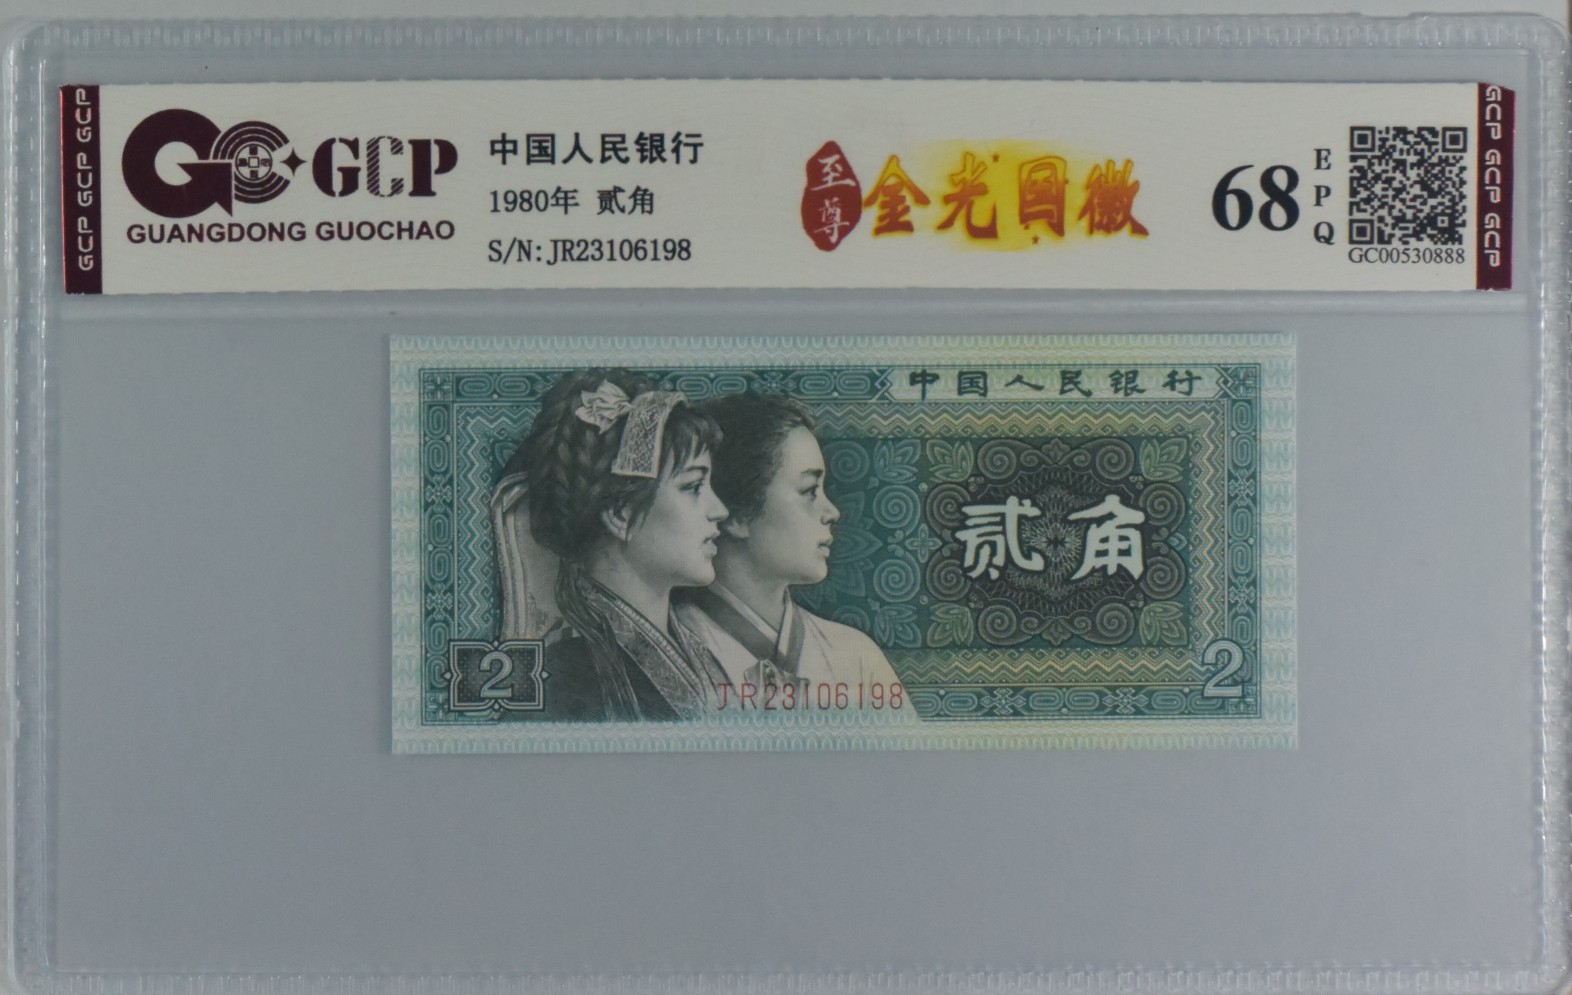 GCP GCP GCP
GCP
GUANGDONG GUOCHAO
中国人民银行
1980年 贰角
S/N:JR23106198
至尊
金光国徽
68
EPQ
GC00530888
GCP GCP GCP
中国人民银行
贰角
2
2
JR23106198